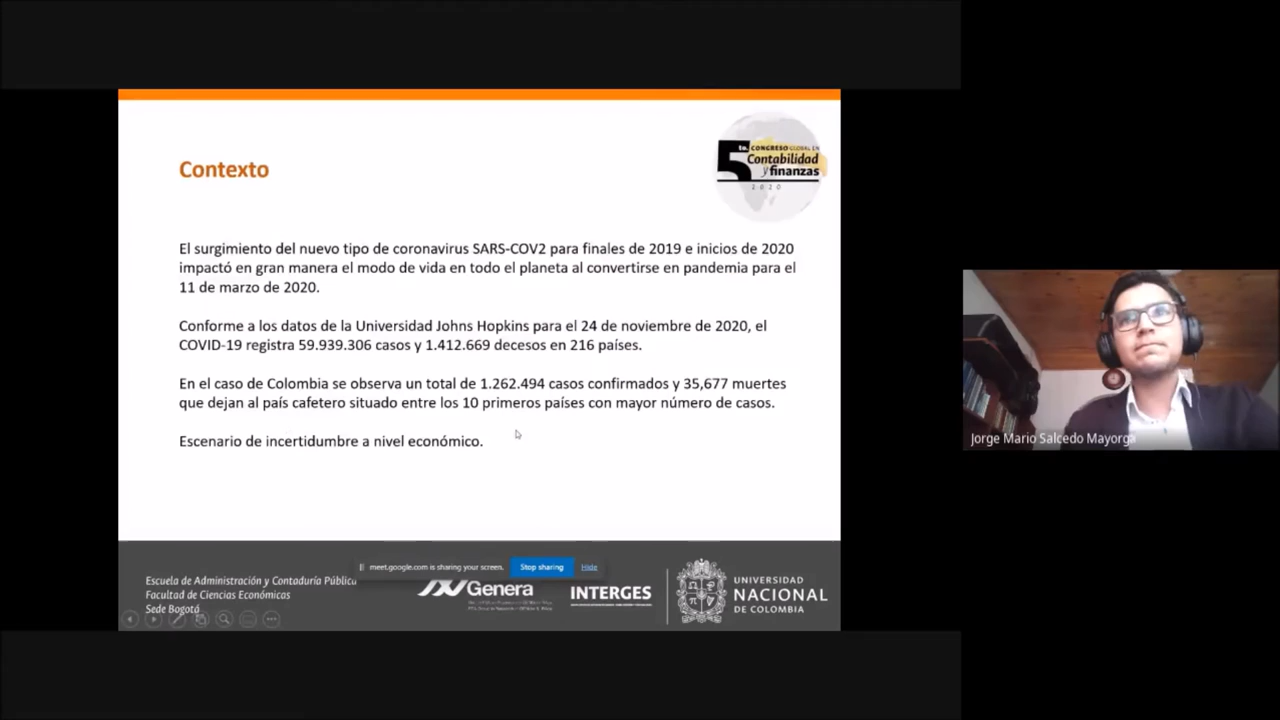 Contexto
5to. CONGRESO GLOBAL EN
Contabilidad
y finanzas
2020
El surgimiento del nuevo tipo de coronavirus SARS-COV2 para finales de 2019 e inicios de 2020
impactó en gran manera el modo de vida en todo el planeta al convertirse en pandemia para el
11 de marzo de 2020.
Conforme a los datos de la Universidad Johns Hopkins para el 24 de noviembre de 2020, el
COVID-19 registra 59.939.306 casos y 1.412.669 decesos en 216 países.
En el caso de Colombia se observa un total de 1.262.494 casos confirmados y 35,677 muertes
que dejan al país cafetero situado entre los 10 primeros países con mayor número de casos.
Escenario de incertidumbre a nivel económico.
Jorge Mario Salcedo Mayorga
meet.google.com is sharing your screen.
Stop sharing
Hide
Escuela de Administración y Contaduría Pública
Facultad de Ciencias Económicas
Sede Bogotá
Genera
INTERGES
UNIVERSIDAD
NACIONAL
DE COLOMBIA